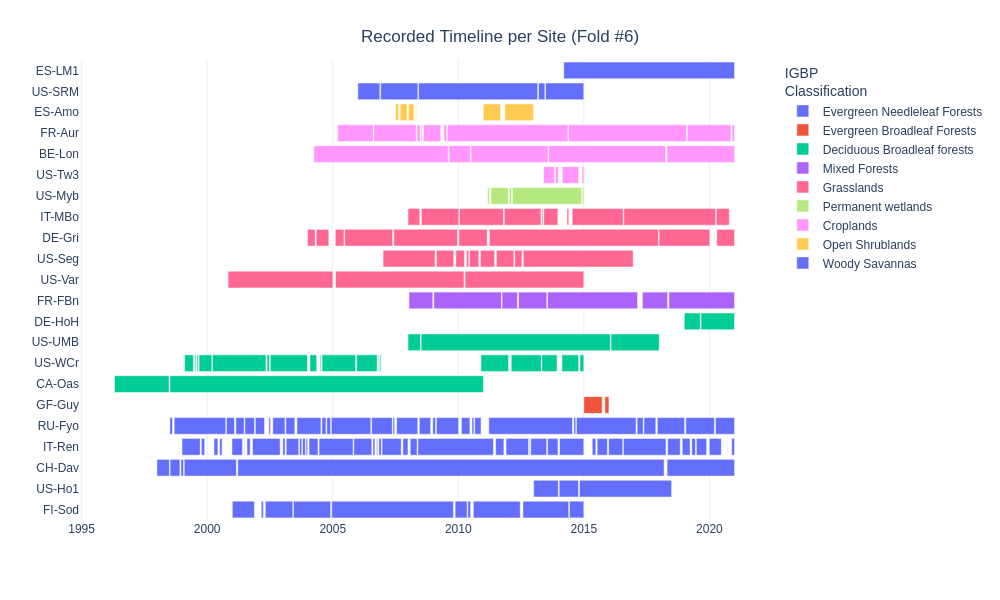 Recorded Timeline per Site (Fold #6)
ES-LM1
US-SRM
ES-Amo
FR-Aur
BE-Lon
US-Tw3
US-Myb
IT-MBo
DE-Gri
US-Seg
US-Var
FR-FBn
DE-HoH
US-UMB
US-WCr
CA-Oas
GF-Guy
RU-Fyo
IT-Ren
CH-Dav
US-Ho1
FI-Sod
1995 2000 2005 2010 2015 2020
IGBP
Classification
Evergreen Needleleaf Forests
Evergreen Broadleaf Forests
Deciduous Broadleaf forests
Mixed Forests
Grasslands
Permanent wetlands
Croplands
Open Shrublands
Woody Savannas